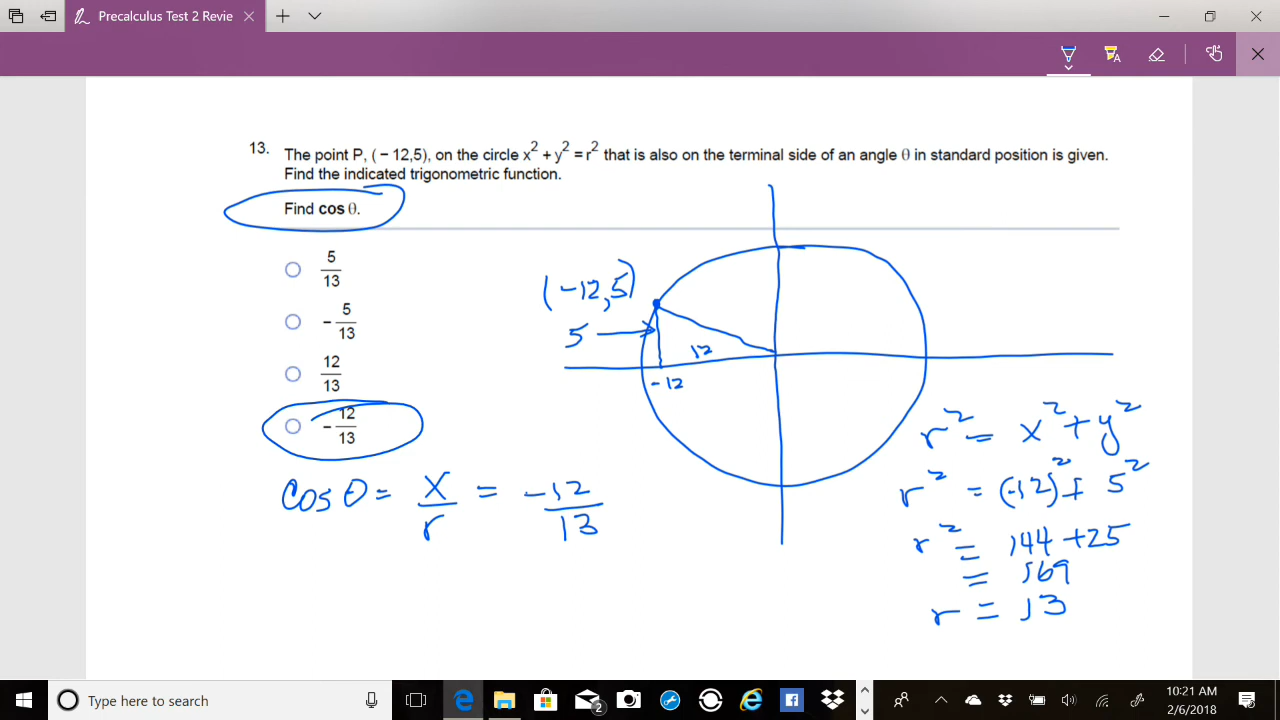 Precalculus Test 2 Revie
13. The point P, (− 12,5), on the circle x² + y² = r² that is also on the terminal side of an angle θ in standard position is given.
Find the indicated trigonometric function.
Find cos θ.
5/13
- 5/13
12/13
- 12/13
(-12,5)
5
12
-12
r² = x² + y²
r² = (-12)² + 5²
r² = 144 + 25
= 169
r = 13
cos θ = x/r = -12/13
Type here to search
2
10:21 AM
2/6/2018